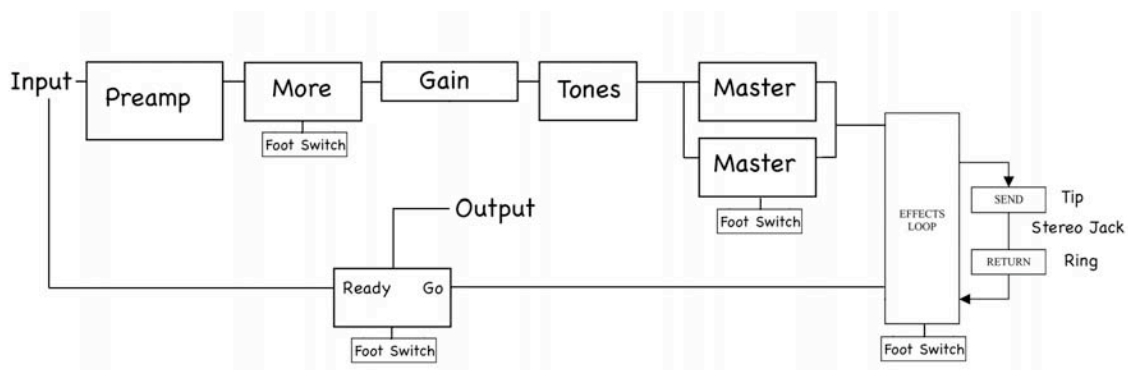 Input
Preamp
More
Foot Switch
Gain
Tones
Master
Master
Foot Switch
EFFECTS
LOOP
Foot Switch
SEND
Tip
Stereo Jack
RETURN
Ring
Output
Ready Go
Foot Switch